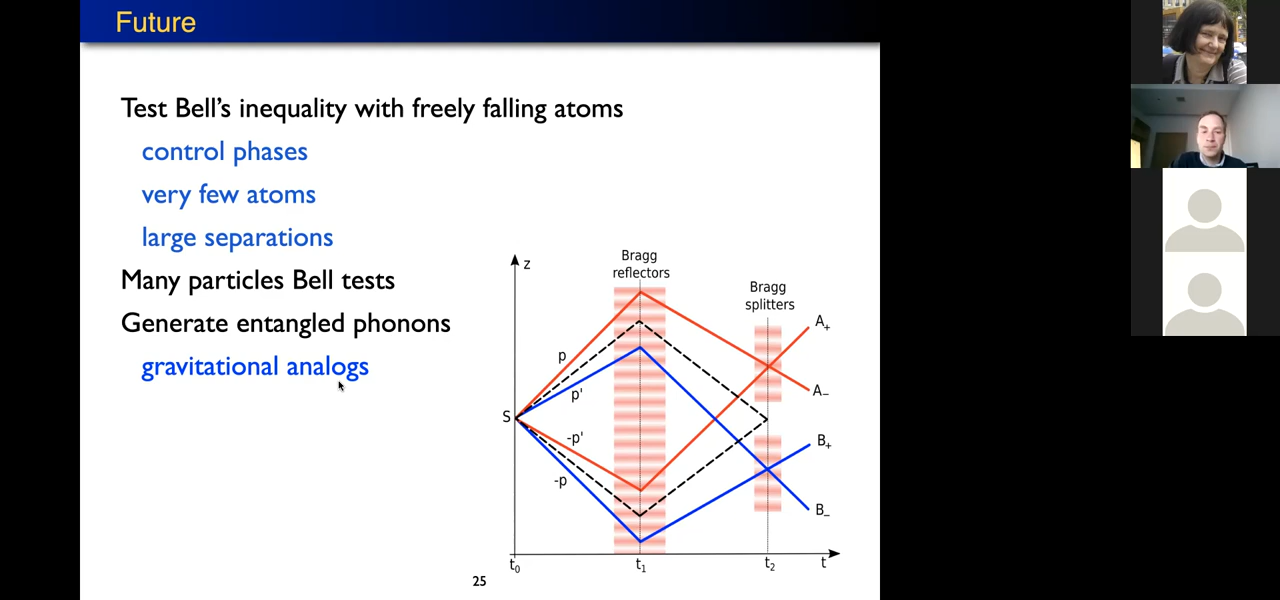 Future
Test Bell's inequality with freely falling atoms
control phases
very few atoms
large separations
Many particles Bell tests
Generate entangled phonons
gravitational analogs
z
Bragg
reflectors
Bragg
splitters
p
p'
S
-p'
-p
A+
A−
B+
B−
t0
t1
t2
t
25